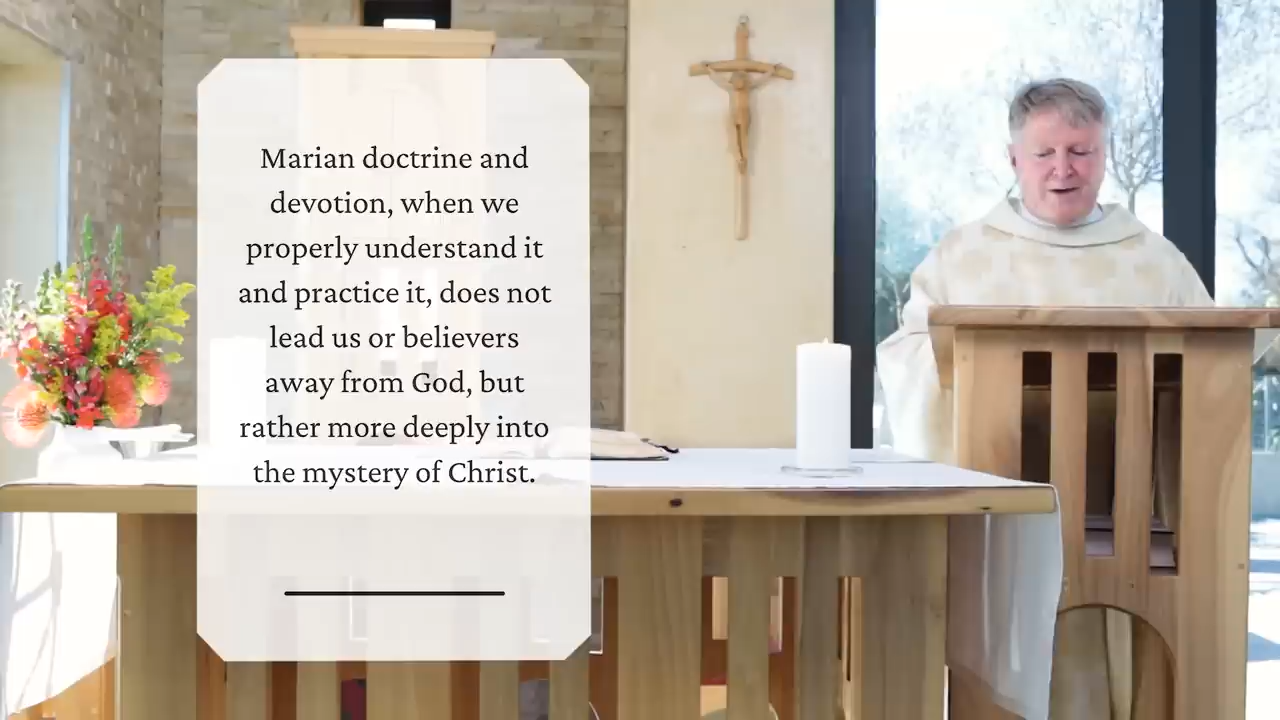 Marian doctrine and
devotion, when we
properly understand it
and practice it, does not
lead us or believers
away from God, but
rather more deeply into
the mystery of Christ.